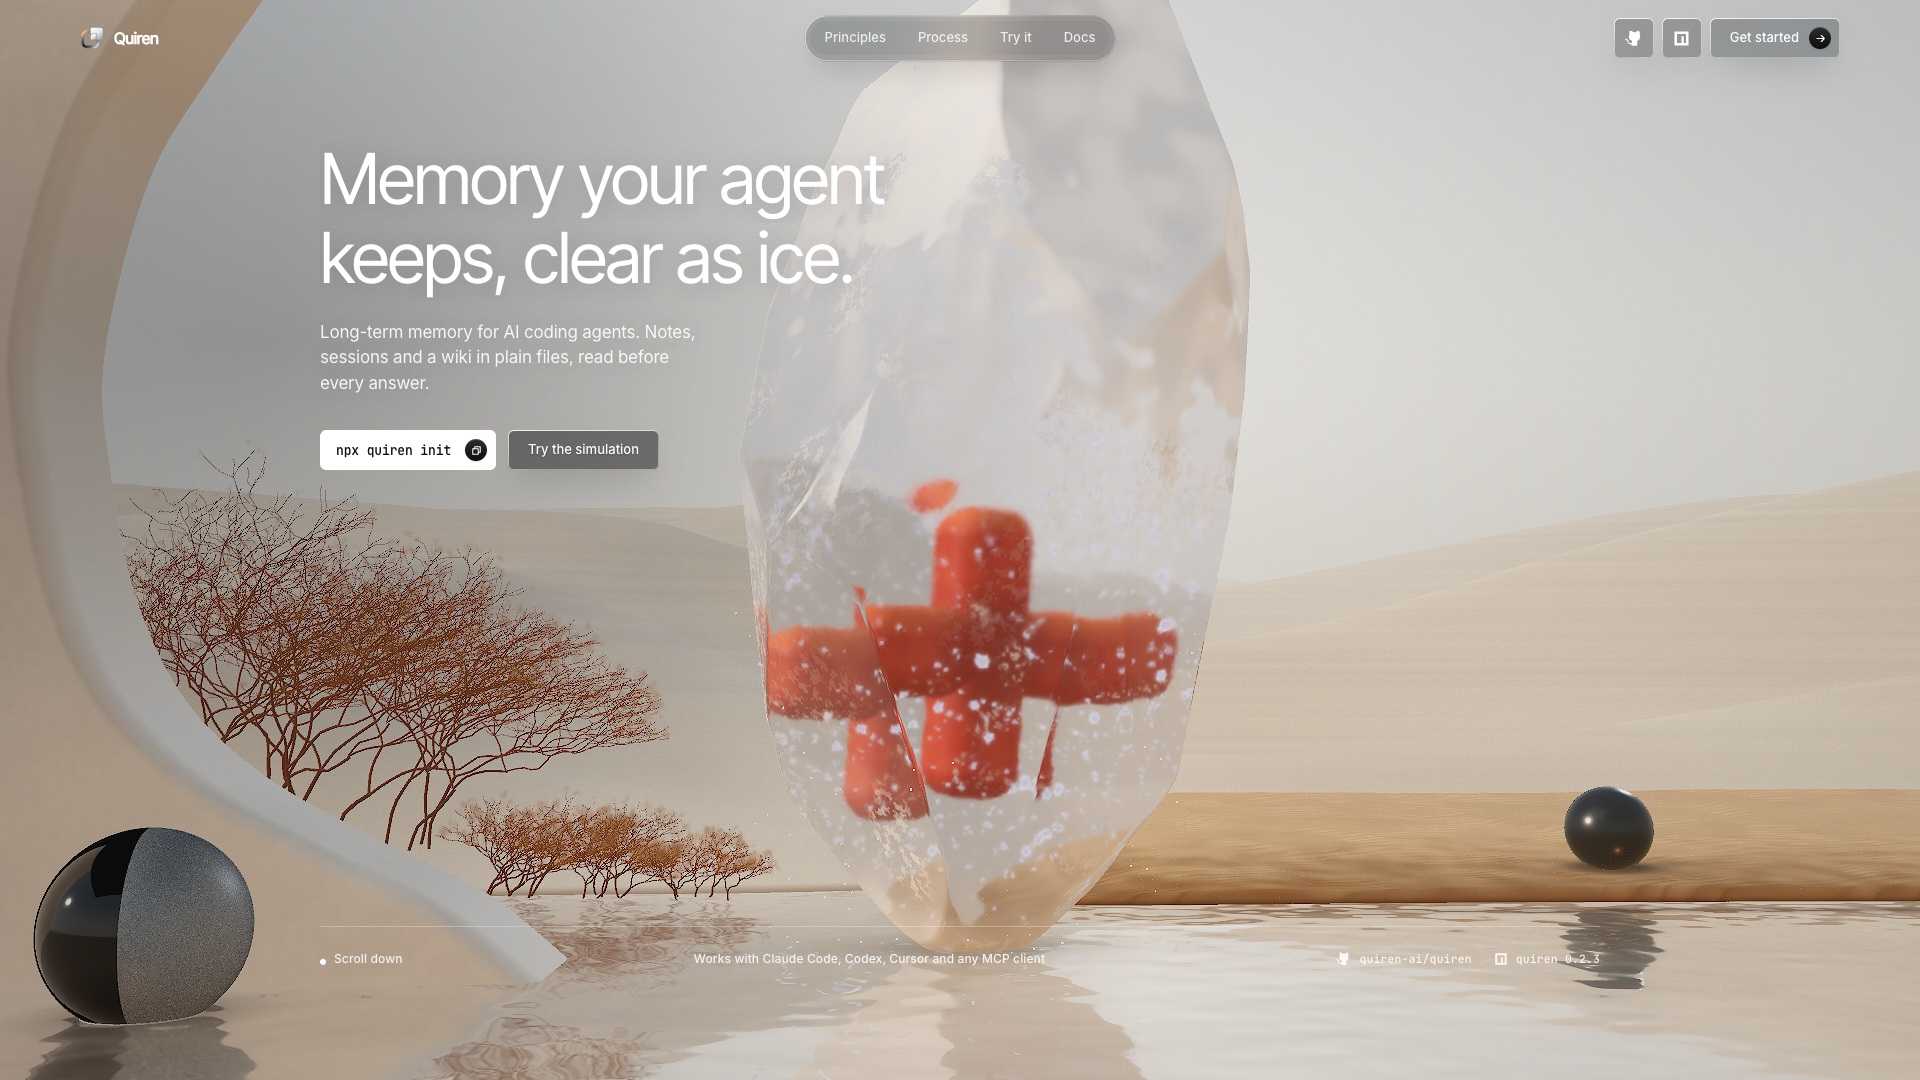 Quiren
Principles
Process
Try it
Docs
Get started
Memory your agent
keeps, clear as ice.
Long-term memory for AI coding agents. Notes,
sessions and a wiki in plain files, read before
every answer.
npx quiren init
Try the simulation
Scroll down
Works with Claude Code, Codex, Cursor and any MCP client
quiren-ai/quiren
quiren 0.2.3